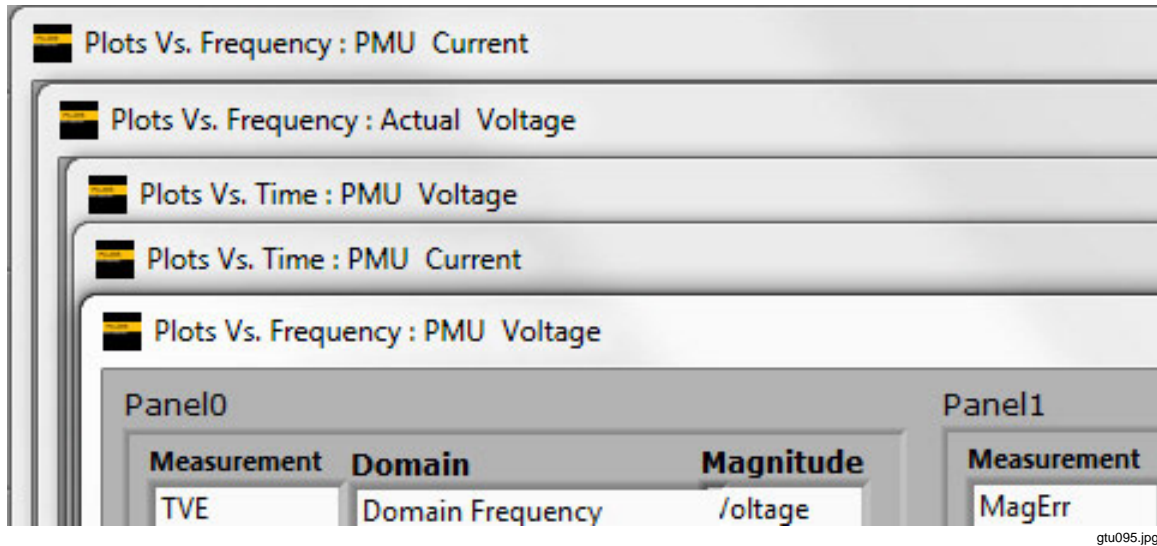 Plots Vs. Frequency : PMU Current
Plots Vs. Frequency : Actual Voltage
Plots Vs. Time : PMU Voltage
Plots Vs. Time : PMU Current
Plots Vs. Frequency : PMU Voltage
Panel0 Panel1
Measurement Domain Magnitude Measurement
TVE Domain Frequency /oltage MagErr
gtu095.jpg